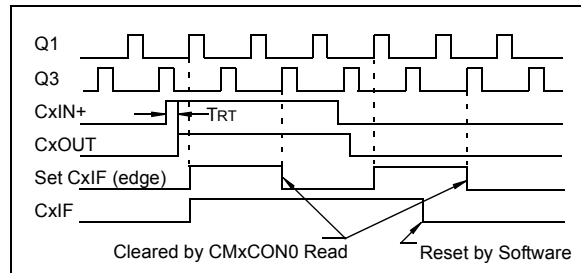 Q1
Q3
CxIN+
TRT
CxOUT
Set CxIF (edge)
CxIF
Cleared by CMxCON0 Read
Reset by Software